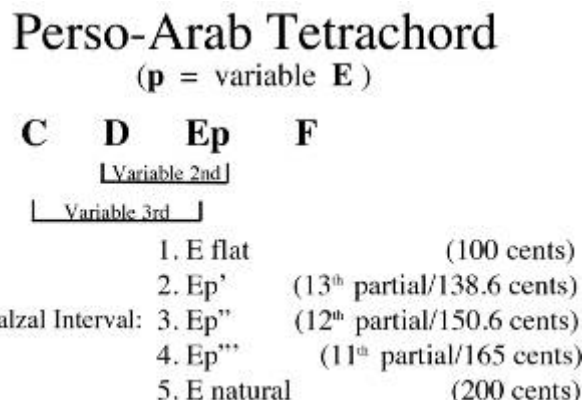 Perso-Arab Tetrachord
(p = variable E )
C D Ep F
Variable 2nd
Variable 3rd
1. E flat (100 cents)
2. Ep' (13th partial/138.6 cents)
alzal Interval: 3. Ep" (12th partial/150.6 cents)
4. Ep"' (11th partial/165 cents)
5. E natural (200 cents)